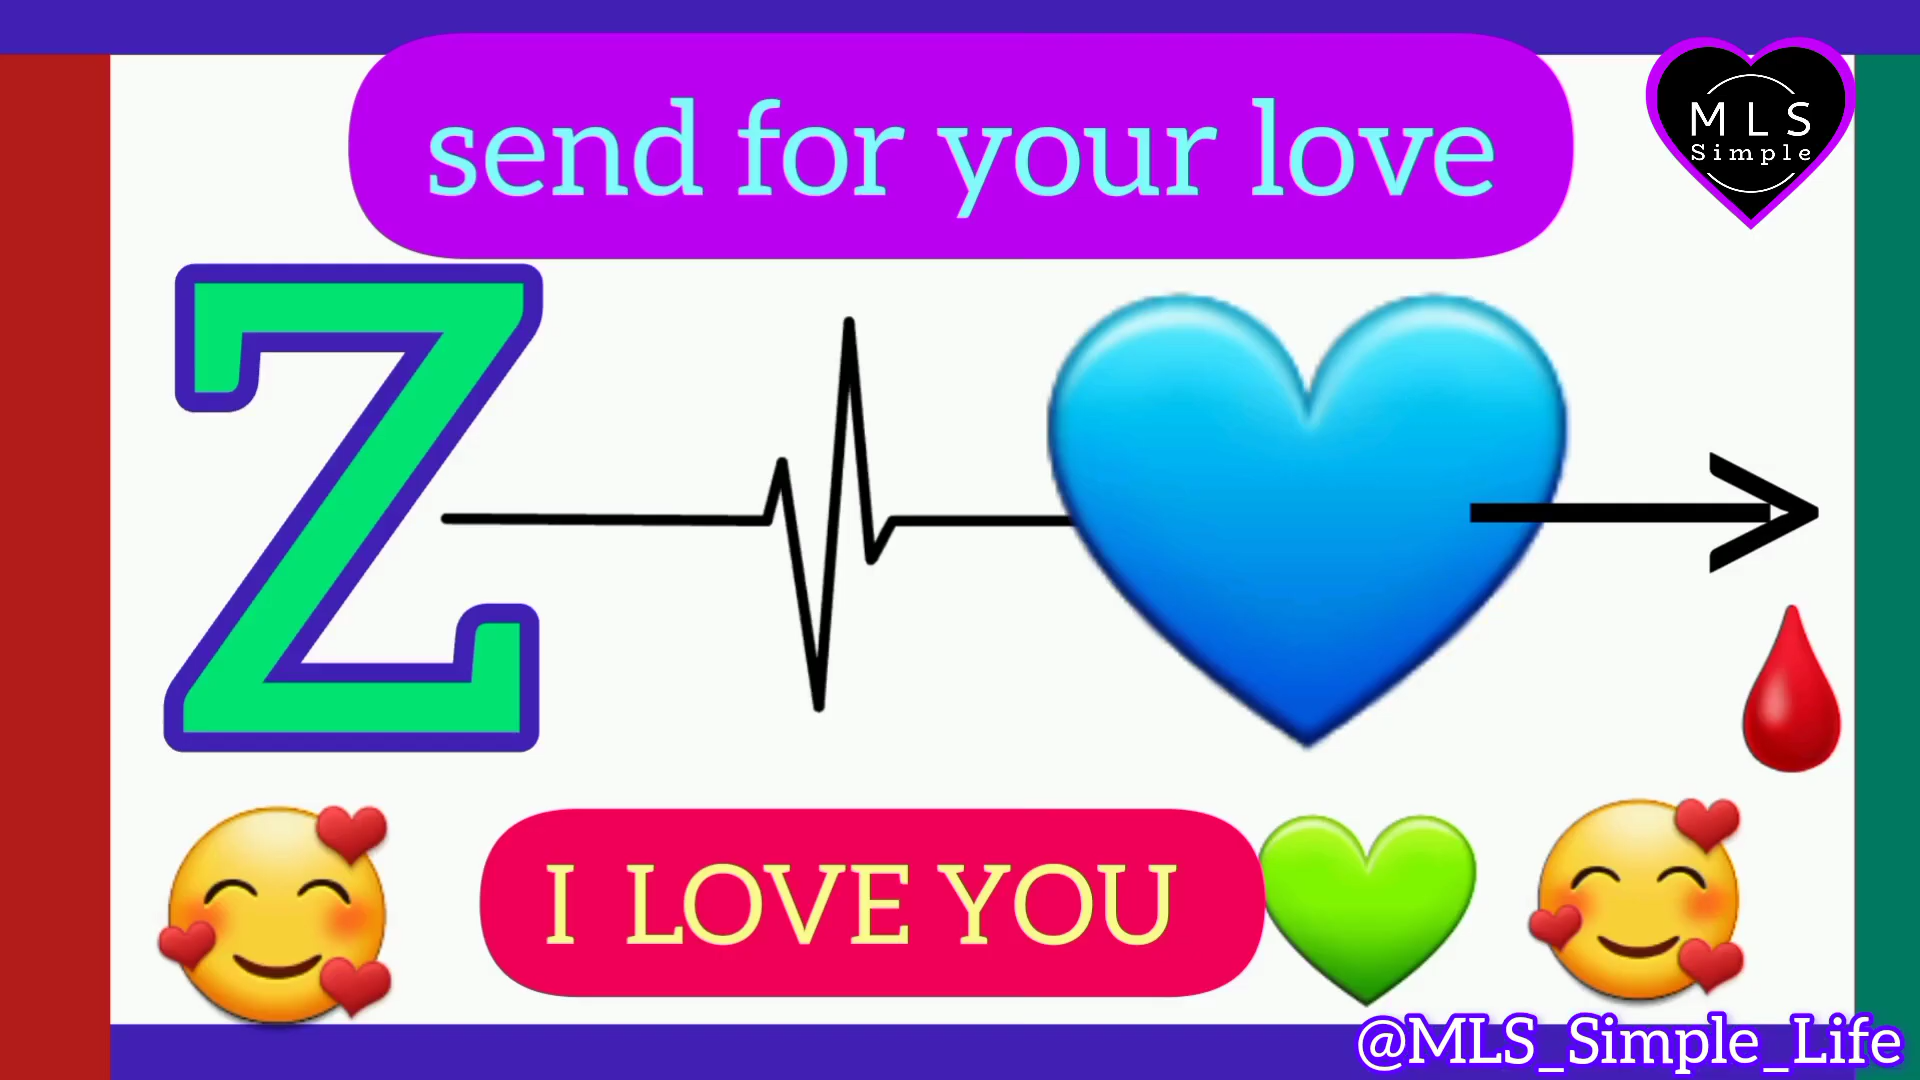 send for your love
M L S
Simple
Z
I LOVE YOU
@MLS_Simple_Life